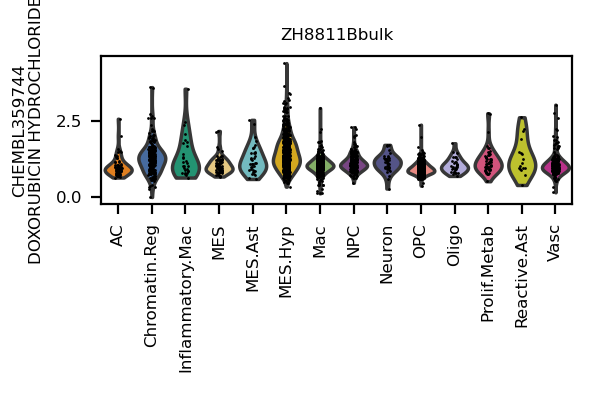 ZH8811Bbulk
CHEMBL359744
DOXORUBICIN HYDROCHLORIDE
2.5
0.0
AC
Chromatin.Reg
Inflammatory.Mac
MES
MES.Ast
MES.Hyp
Mac
NPC
Neuron
OPC
Oligo
Prolif.Metab
Reactive.Ast
Vasc